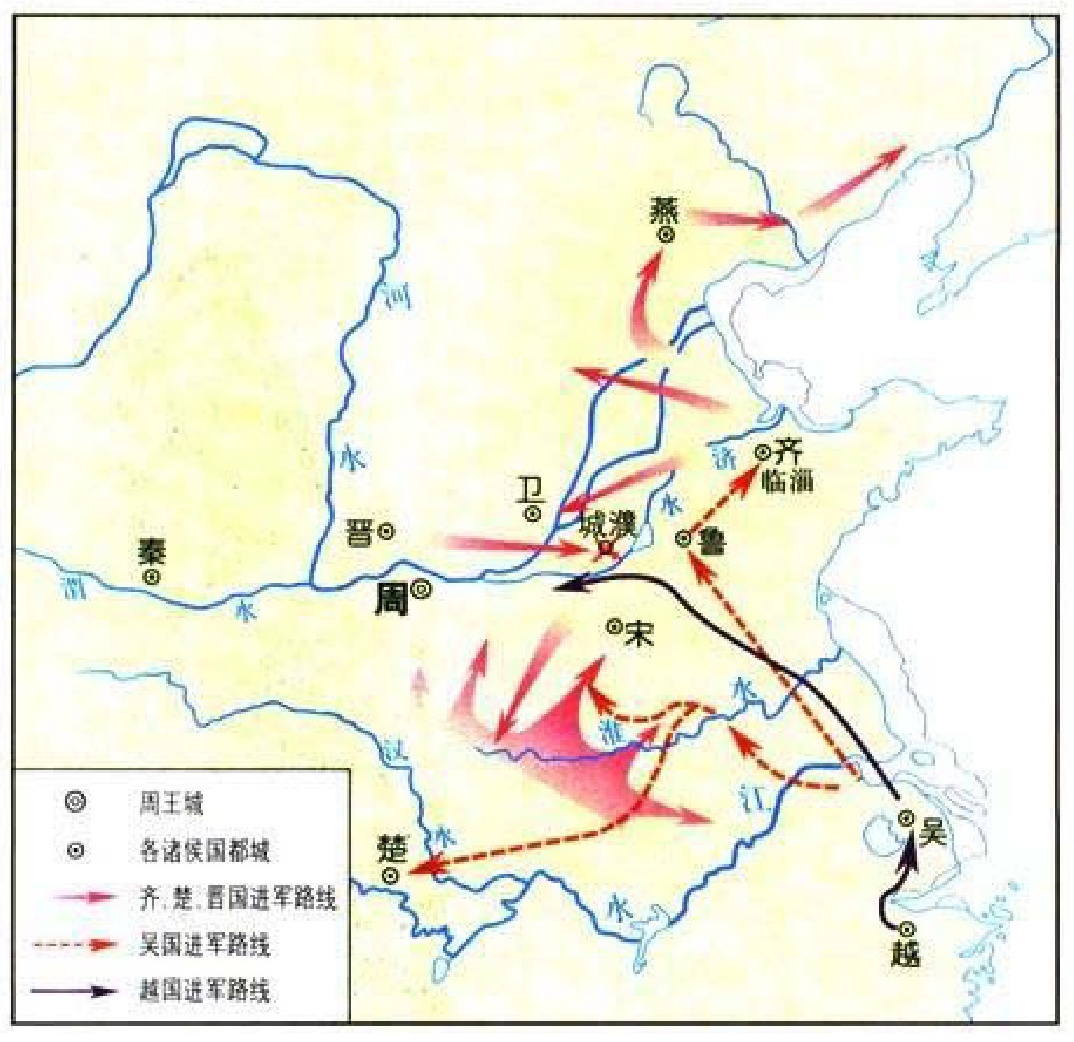 燕
河
水
济
齐
临淄
水
卫
城濮
鲁
晋
秦
渭
水
周
宋
水
淮
汉
水
江
水
楚
吴
越
周王城
各诸侯国都城
齐、楚、晋国进军路线
吴国进军路线
越国进军路线